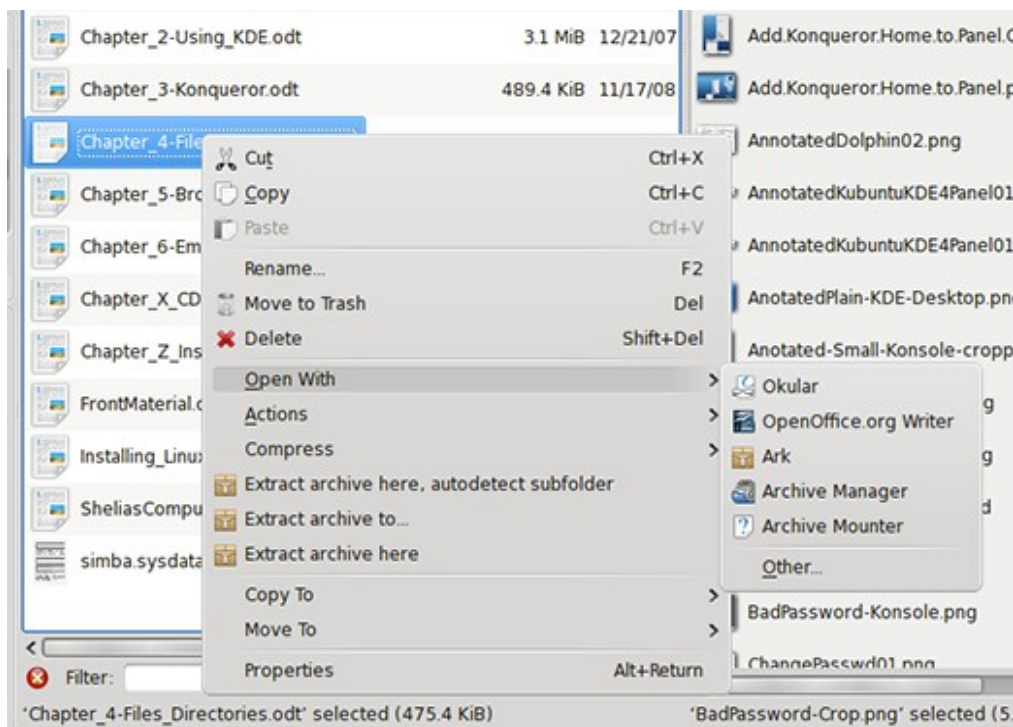 Chapter_2-Using_KDE.odt 3.1 MiB 12/21/07
Chapter_3-Konqueror.odt 489.4 KiB 11/17/08
Chapter_4-File
Chapter_5-Bro
Chapter_6-Em
Chapter_X_CD
Chapter_Z_Ins
FrontMaterial.o
Installing_Linux
SheliasCompu
simba.sysdata
Filter:
'Chapter_4-Files_Directories.odt' selected (475.4 KiB)
Cut Ctrl+X
Copy Ctrl+C
Paste Ctrl+V
Rename... F2
Move to Trash Del
Delete Shift+Del
Open With
Actions
Compress
Extract archive here, autodetect subfolder
Extract archive to...
Extract archive here
Copy To
Move To
Properties Alt+Return
Okular
OpenOffice.org Writer
Ark
Archive Manager
Archive Mounter
Other...
Add.Konqueror.Home.to.Panel.C
Add.Konqueror.Home.to.Panel.p
AnnotatedDolphin02.png
AnnotatedKubuntuKDE4Panel01
AnnotatedKubuntuKDE4Panel01
AnotatedPlain-KDE-Desktop.pn
Anotated-Small-Konsole-cropp
g
g
d
BadPassword-Konsole.png
ChangePasswd01.png
'BadPassword-Crop.png' selected (5.